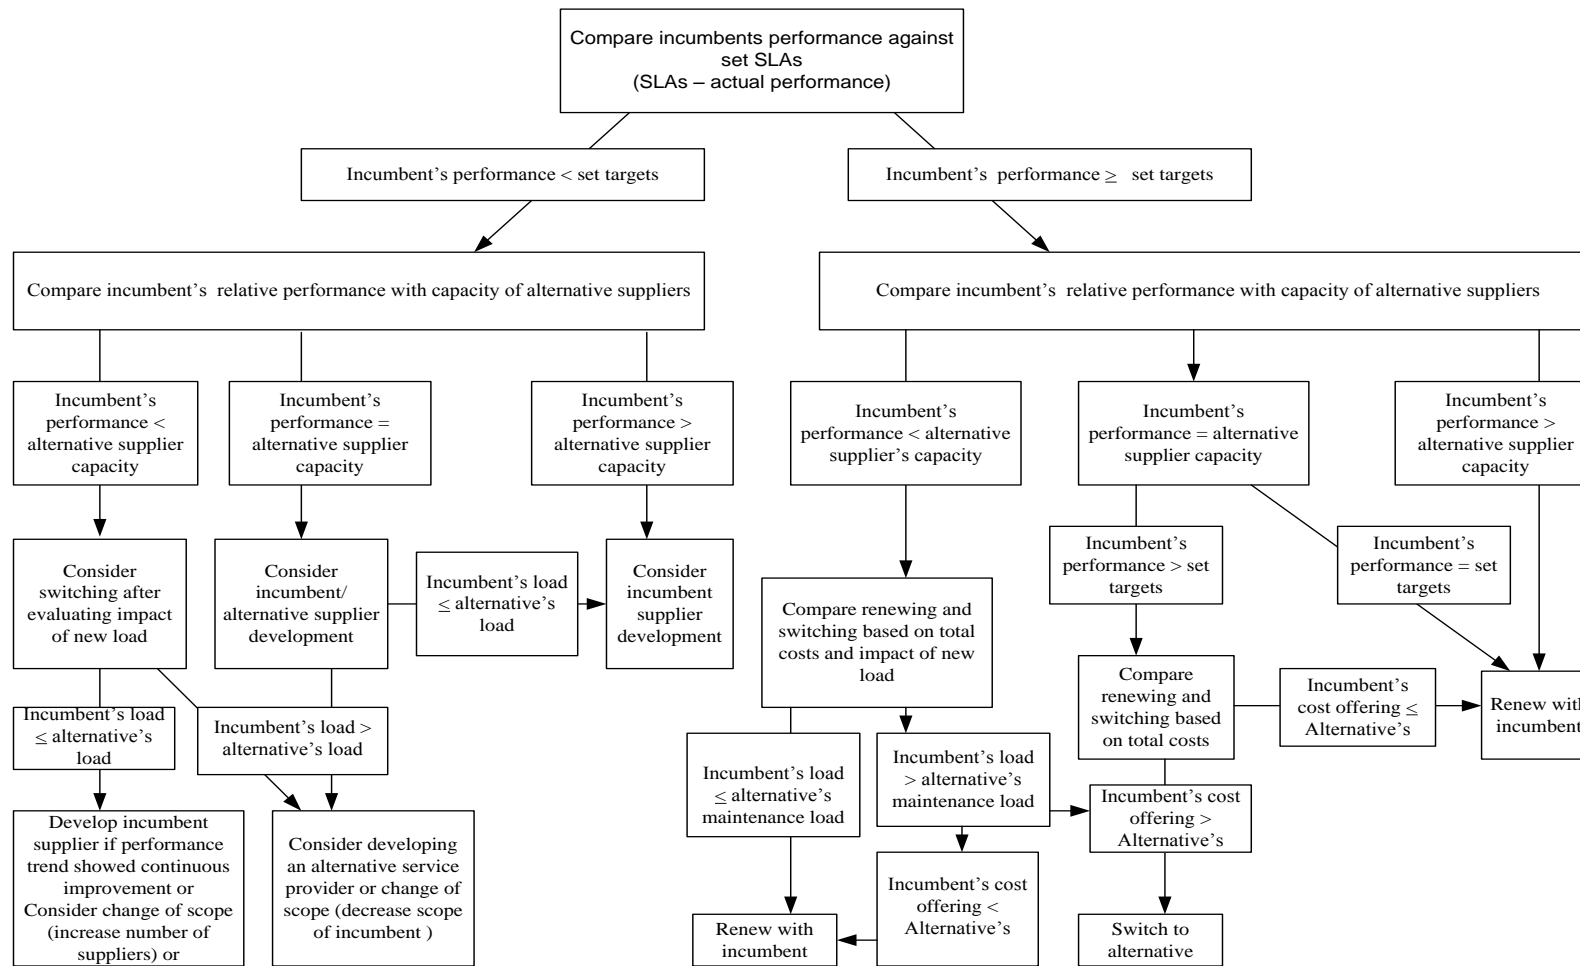 Compare incumbents performance against
set SLAs
(SLAs – actual performance)
Incumbent’s performance < set targets
Incumbent’s performance ≥ set targets
Compare incumbent’s relative performance with capacity of alternative suppliers
Compare incumbent’s relative performance with capacity of alternative suppliers
Incumbent’s
performance <
alternative supplier
capacity
Incumbent’s
performance =
alternative supplier
capacity
Incumbent’s
performance >
alternative supplier
capacity
Incumbent’s
performance < alternative
supplier’s capacity
Incumbent’s
performance = alternative
supplier capacity
Incumbent’s
performance >
alternative supplier
capacity
Consider
switching after
evaluating impact
of new load
Consider
incumbent/
alternative supplier
development
Incumbent’s load
≤ alternative’s
load
Consider
incumbent
supplier
development
Compare renewing and
switching based on total
costs and impact of new
load
Incumbent’s
performance > set
targets
Incumbent’s
performance = set
targets
Compare
renewing and
switching based
on total costs
Incumbent’s
cost offering ≤
Alternative’s
Renew with
incumbent
Incumbent’s load
≤ alternative’s
load
Incumbent’s load >
alternative’s load
Incumbent’s load
≤ alternative’s
maintenance load
Incumbent’s load
> alternative’s
maintenance load
Incumbent’s cost
offering >
Alternative’s
Develop incumbent
supplier if performance
trend showed continuous
improvement or
Consider change of scope
(increase number of
suppliers) or
Consider developing
an alternative service
provider or change of
scope (decrease scope
of incumbent )
Renew with
incumbent
Incumbent’s cost
offering <
Alternative’s
Switch to
alternative